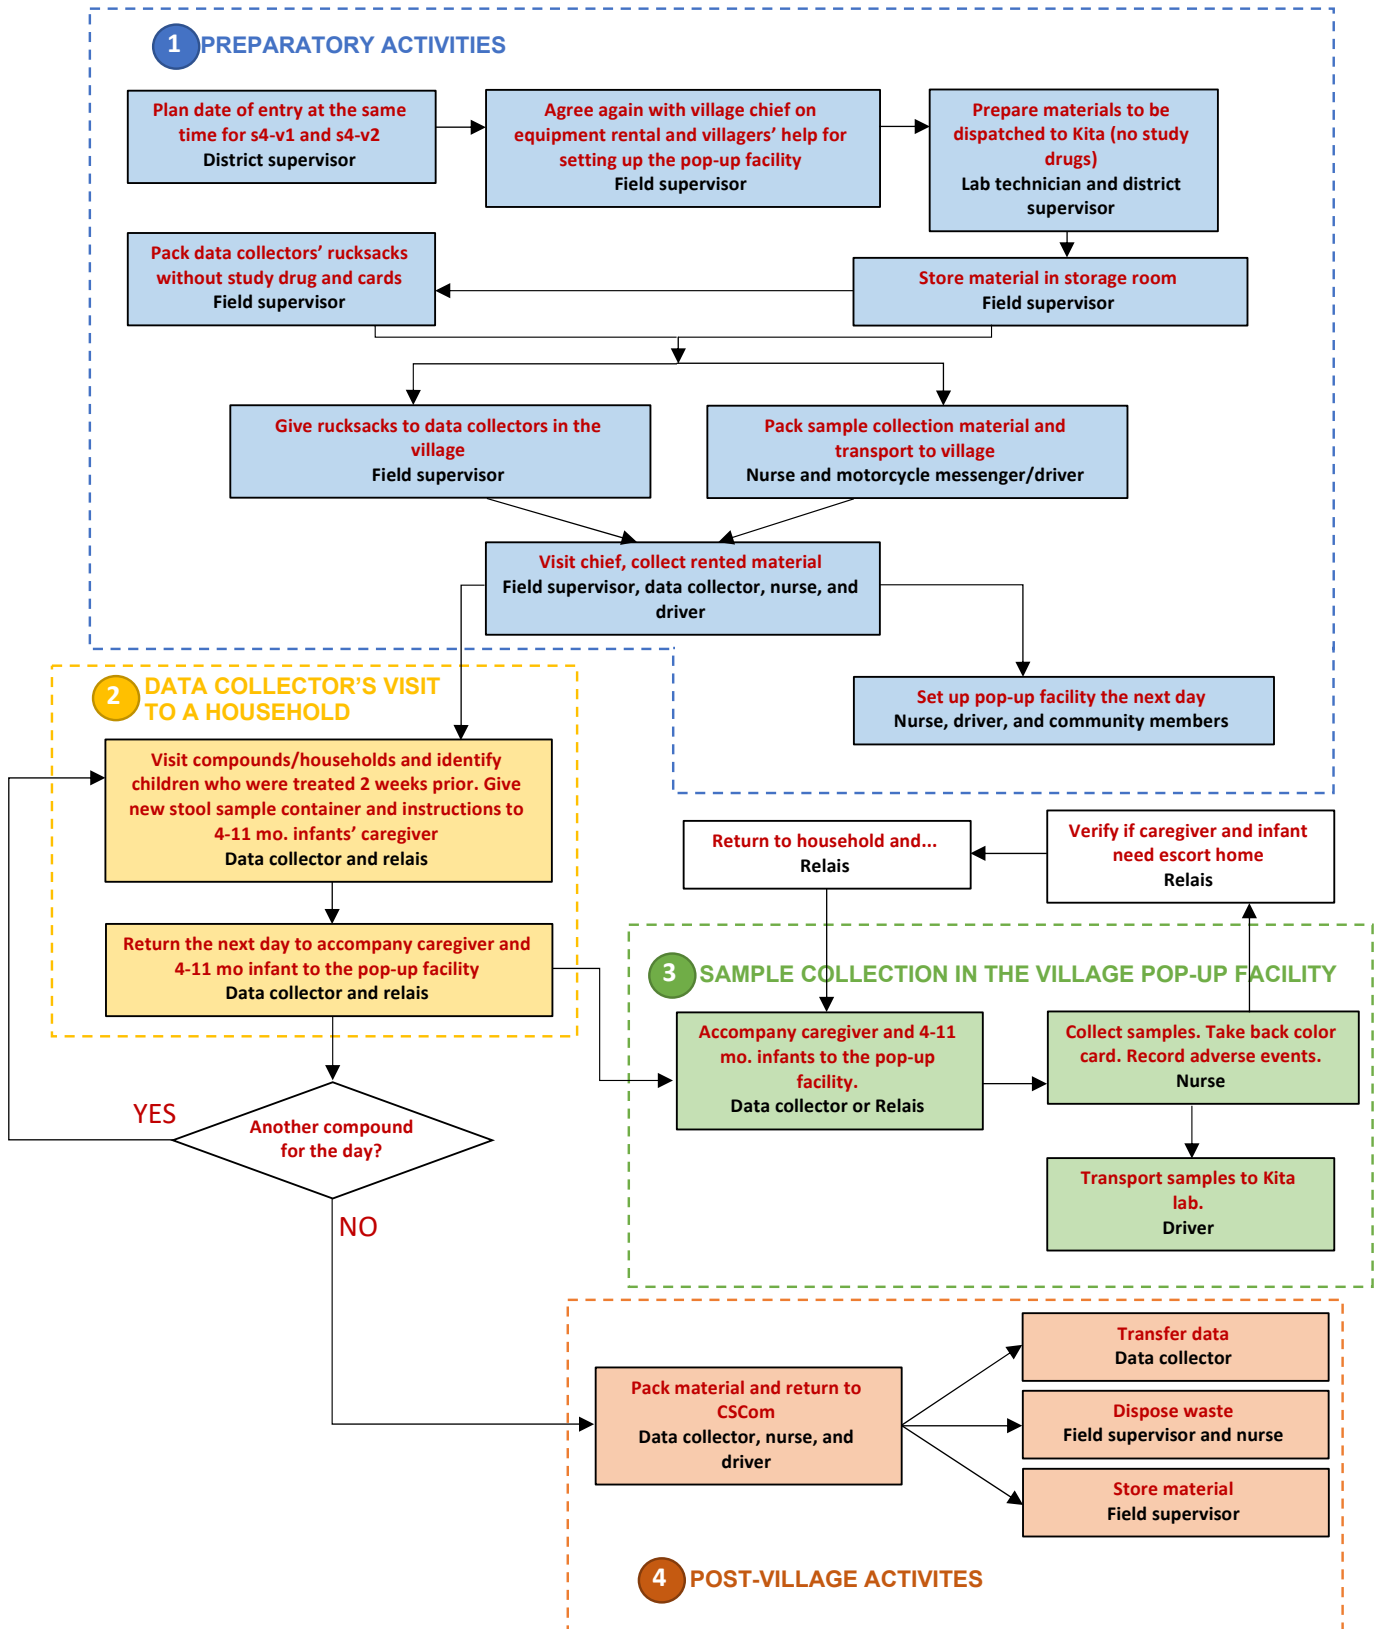 1 PREPARATORY ACTIVITIES
Plan date of entry at the same
time for s4-v1 and s4-v2
District supervisor
Agree again with village chief on
equipment rental and villagers’ help for
setting up the pop-up facility
Field supervisor
Prepare materials to be
dispatched to Kita (no study
drugs)
Lab technician and district
supervisor
Pack data collectors’ rucksacks
without study drug and cards
Field supervisor
Store material in storage room
Field supervisor
Give rucksacks to data collectors in the
village
Field supervisor
Pack sample collection material and
transport to village
Nurse and motorcycle messenger/driver
Visit chief, collect rented material
Field supervisor, data collector, nurse, and
driver
Set up pop-up facility the next day
Nurse, driver, and community members
2 DATA COLLECTOR’S VISIT
TO A HOUSEHOLD
Visit compounds/households and identify
children who were treated 2 weeks prior. Give
new stool sample container and instructions to
4-11 mo. infants’ caregiver
Data collector and relais
Return the next day to accompany caregiver and
4-11 mo infant to the pop-up facility
Data collector and relais
Another compound
for the day?
YES
NO
Return to household and...
Relais
Verify if caregiver and infant
need escort home
Relais
3 SAMPLE COLLECTION IN THE VILLAGE POP-UP FACILITY
Accompany caregiver and 4-11
mo. infants to the pop-up
facility.
Data collector or Relais
Collect samples. Take back color
card. Record adverse events.
Nurse
Transport samples to Kita
lab.
Driver
Pack material and return to
CSCom
Data collector, nurse, and
driver
Transfer data
Data collector
Dispose waste
Field supervisor and nurse
Store material
Field supervisor
4 POST-VILLAGE ACTIVITES